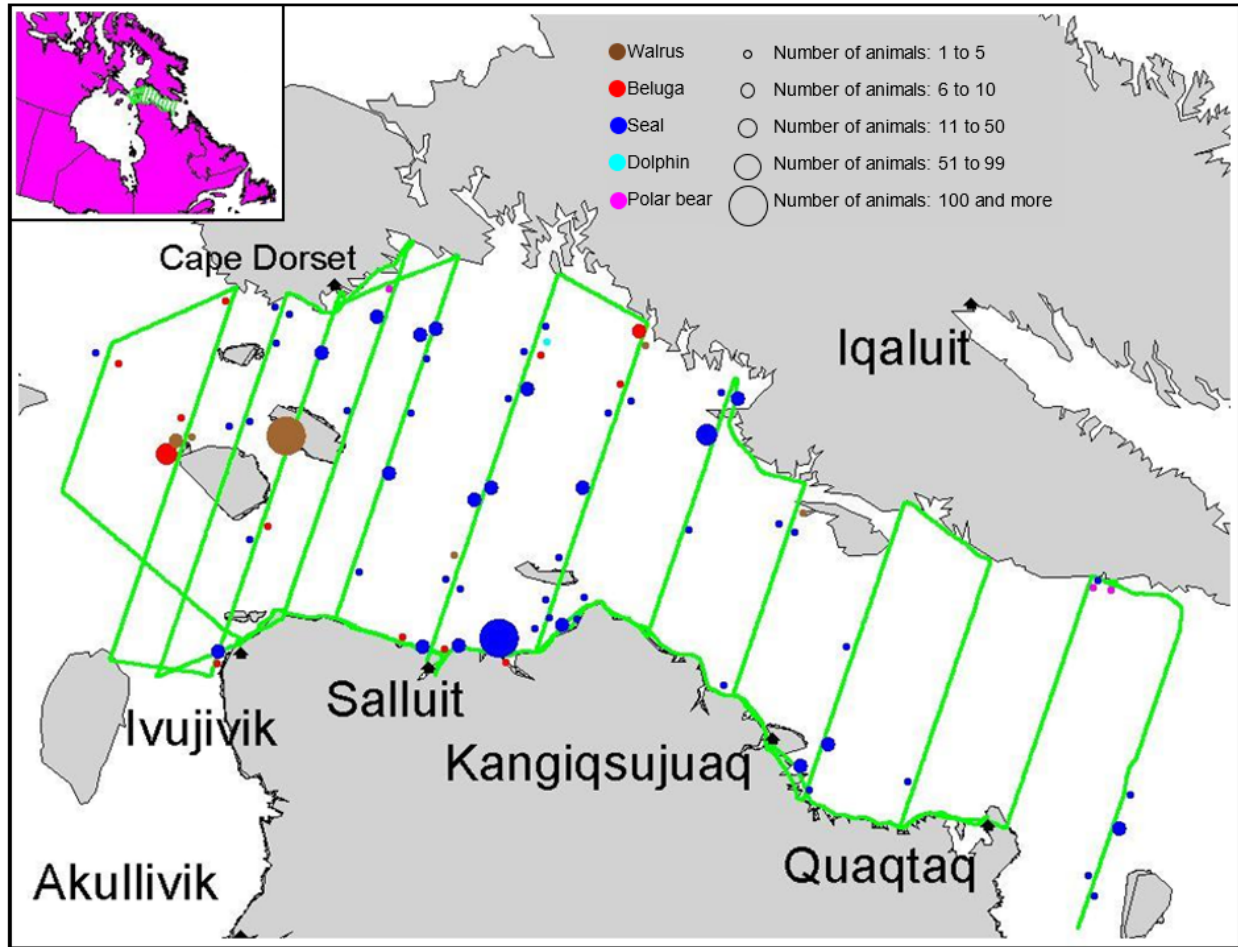 Walrus
Number of animals: 1 to 5
Beluga
Number of animals: 6 to 10
Seal
Number of animals: 11 to 50
Dolphin
Number of animals: 51 to 99
Polar bear
Number of animals: 100 and more
Cape Dorset
Iqaluit
Ivujivik
Salluit
Kangiqsujuaq
Akullivik
Quaqtaq